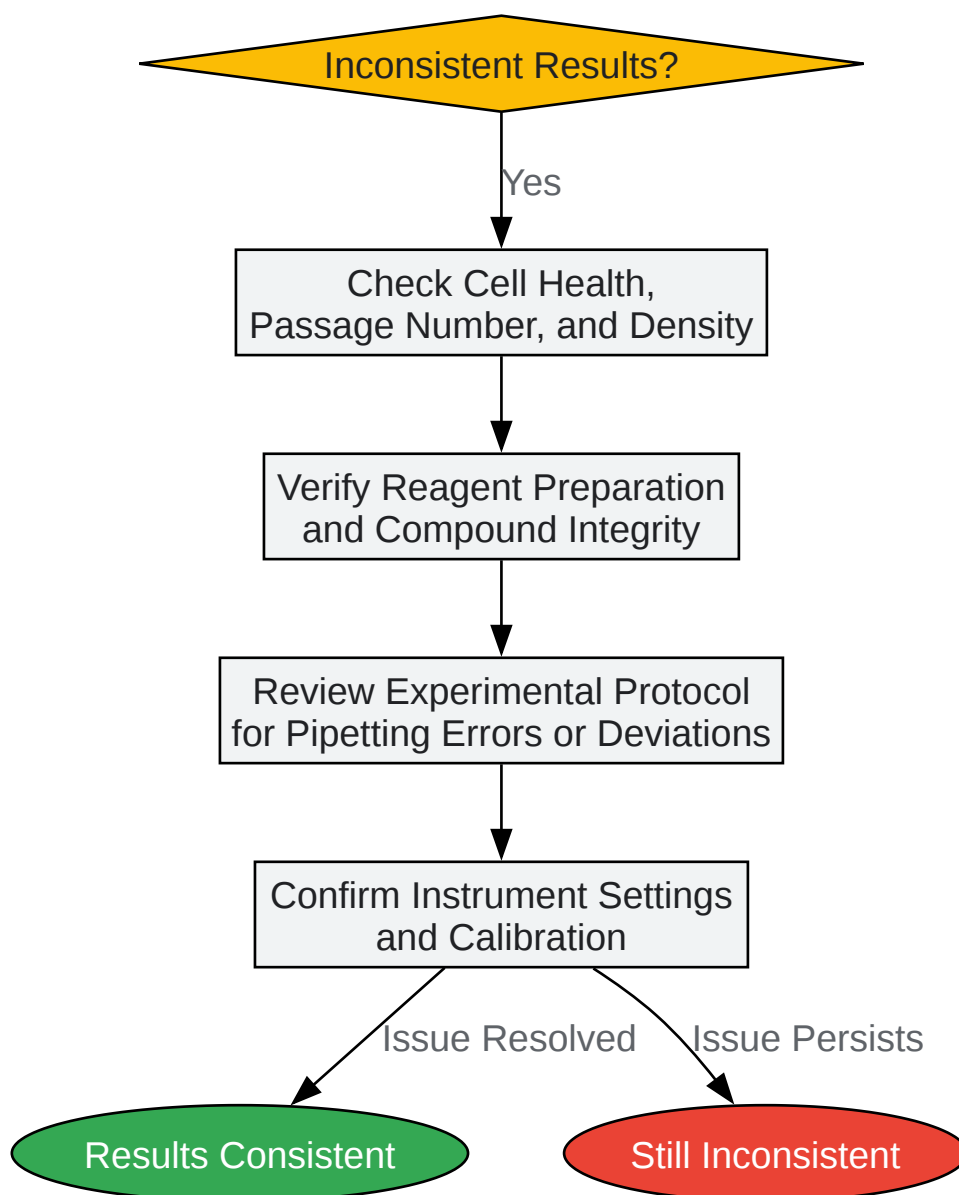 Inconsistent Results?
Yes
Check Cell Health,
Passage Number, and Density
Verify Reagent Preparation
and Compound Integrity
Review Experimental Protocol
for Pipetting Errors or Deviations
Confirm Instrument Settings
and Calibration
Issue Resolved
Issue Persists
Results Consistent
Still Inconsistent